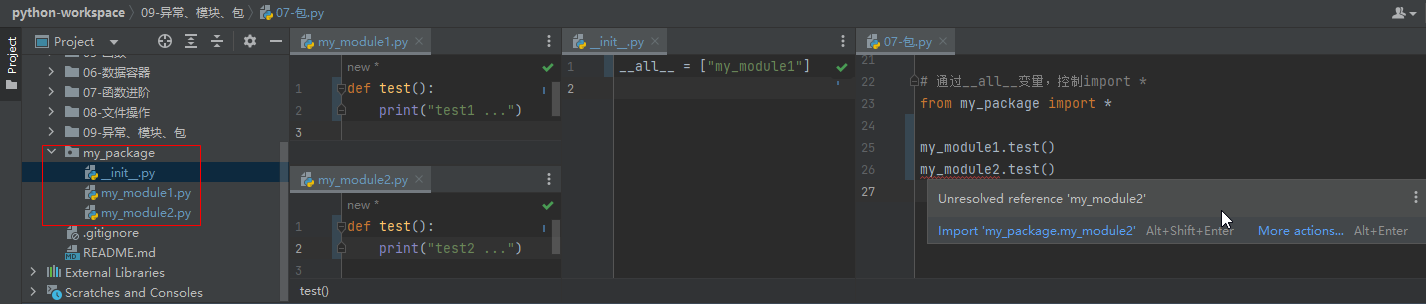 python-workspace 09-异常、模块、包 07-包.py
Project
Project
06-数据容器
07-函数进阶
08-文件操作
09-异常、模块、包
my_package
__init__.py
my_module1.py
my_module2.py
.gitignore
README.md
External Libraries
Scratches and Consoles
my_module1.py
new *
1 def test():
2 print("test1 ...")
3
my_module2.py
new *
1 def test():
2 print("test2 ...")
3
test()
__init__.py
1 __all__ = ["my_module1"]
2
07-包.py
21
22 # 通过__all__变量，控制import *
23 from my_package import *
24
25 my_module1.test()
26 my_module2.test()
27
Unresolved reference 'my_module2'
Import 'my_package.my_module2' Alt+Shift+Enter More actions... Alt+Enter